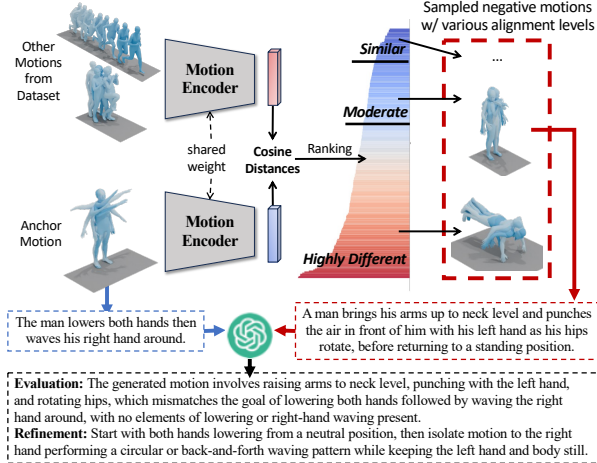 Other
Motions
from
Dataset
Motion
Encoder
shared
weight
Cosine
Distances
Ranking
Anchor
Motion
Motion
Encoder
Similar
Moderate
Highly Different
Sampled negative motions
w/ various alignment levels
...
The man lowers both hands then
waves his right hand around.
A man brings his arms up to neck level and punches
the air in front of him with his left hand as his hips
rotate, before returning to a standing position.
Evaluation: The generated motion involves raising arms to neck level, punching with the left hand,
and rotating hips, which mismatches the goal of lowering both hands followed by waving the right
hand around, with no elements of lowering or right-hand waving present.
Refinement: Start with both hands lowering from a neutral position, then isolate motion to the right
hand performing a circular or back-and-forth waving pattern while keeping the left hand and body still.